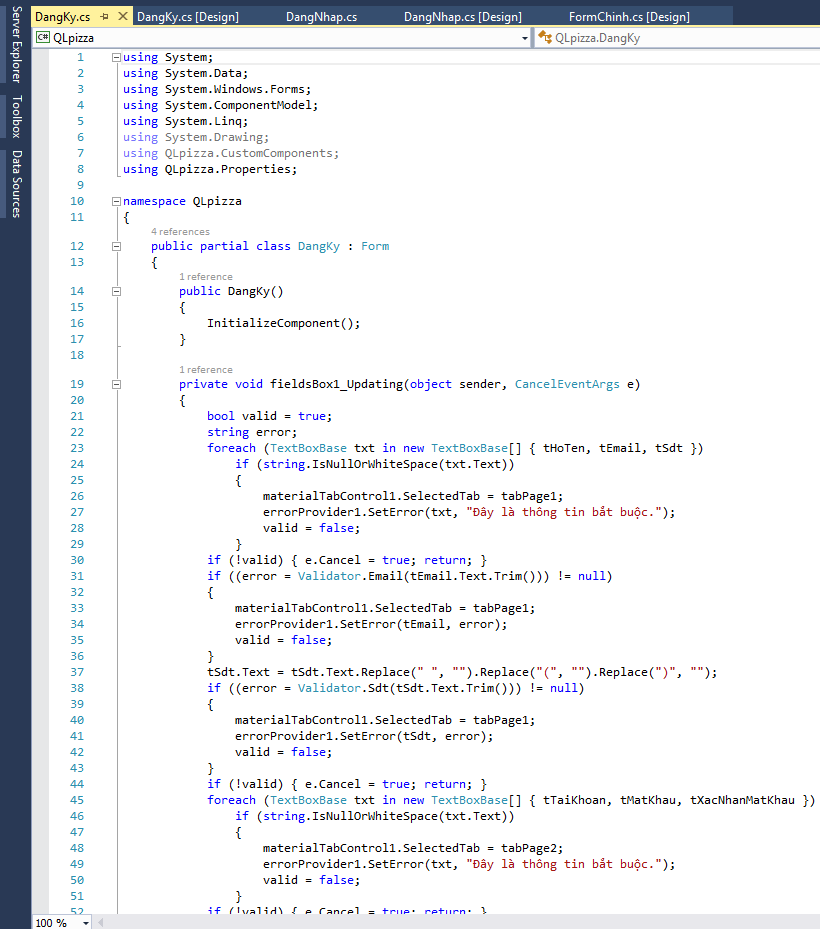 DangKy.cs DangKy.cs [Design] DangNhap.cs DangNhap.cs [Design] FormChinh.cs [Design]
C# QLpizza QLpizza.DangKy
Server Explorer
Toolbox
Data Sources
1 using System;
2 using System.Data;
3 using System.Windows.Forms;
4 using System.ComponentModel;
5 using System.Linq;
6 using System.Drawing;
7 using QLpizza.CustomComponents;
8 using QLpizza.Properties;
9
10 namespace QLpizza
11 {
4 references
12 public partial class DangKy : Form
13 {
1 reference
14 public DangKy()
15 {
16 InitializeComponent();
17 }
18
1 reference
19 private void fieldsBox1_Updating(object sender, CancelEventArgs e)
20 {
21 bool valid = true;
22 string error;
23 foreach (TextBoxBase txt in new TextBoxBase[] { tHoTen, tEmail, tSdt })
24 if (string.IsNullOrWhiteSpace(txt.Text))
25 {
26 materialTabControl1.SelectedTab = tabPage1;
27 errorProvider1.SetError(txt, "Đây là thông tin bắt buộc.");
28 valid = false;
29 }
30 if (!valid) { e.Cancel = true; return; }
31 if ((error = Validator.Email(tEmail.Text.Trim())) != null)
32 {
33 materialTabControl1.SelectedTab = tabPage1;
34 errorProvider1.SetError(tEmail, error);
35 valid = false;
36 }
37 tSdt.Text = tSdt.Text.Replace(" ", "").Replace("(", "").Replace(")", "");
38 if ((error = Validator.Sdt(tSdt.Text.Trim())) != null)
39 {
40 materialTabControl1.SelectedTab = tabPage1;
41 errorProvider1.SetError(tSdt, error);
42 valid = false;
43 }
44 if (!valid) { e.Cancel = true; return; }
45 foreach (TextBoxBase txt in new TextBoxBase[] { tTaiKhoan, tMatKhau, tXacNhanMatKhau })
46 if (string.IsNullOrWhiteSpace(txt.Text))
47 {
48 materialTabControl1.SelectedTab = tabPage2;
49 errorProvider1.SetError(txt, "Đây là thông tin bắt buộc.");
50 valid = false;
51 }
52 if (!valid) { e.Cancel = true; return; }
100 %